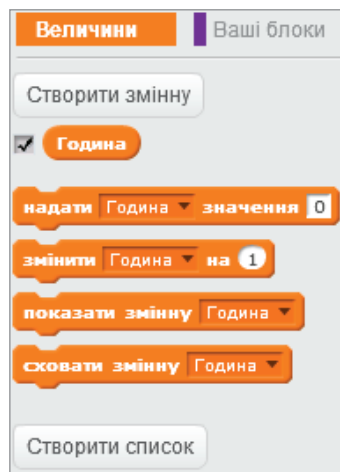 Величини Ваші блоки
Створити змінну
Година
надати Година значення 0
змінити Година на 1
показати змінну Година
сховати змінну Година
Створити список